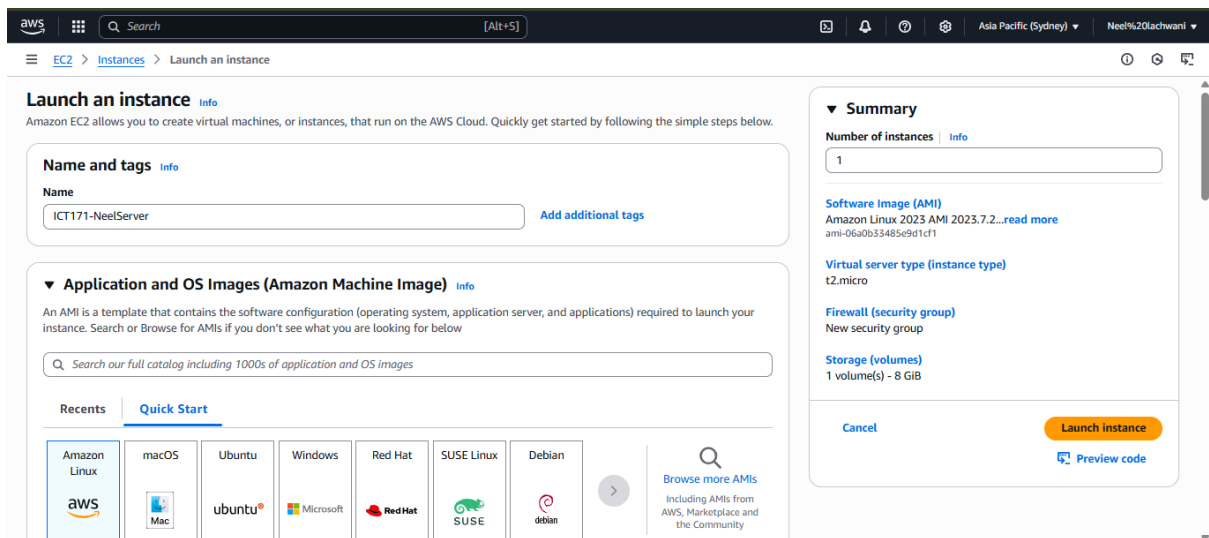 aws
Search
[Alt+S]
Asia Pacific (Sydney)
Neel%20lachwani
EC2 > Instances > Launch an instance
Launch an instance Info
Amazon EC2 allows you to create virtual machines, or instances, that run on the AWS Cloud. Quickly get started by following the simple steps below.
Name and tags Info
Name
ICT171-NeelServer
Add additional tags
Application and OS Images (Amazon Machine Image) Info
An AMI is a template that contains the software configuration (operating system, application server, and applications) required to launch your
instance. Search or Browse for AMIs if you don't see what you are looking for
below
Search our full catalog including 1000s of application and OS images
Recents
Quick Start
Amazon
Linux
aws
macOS
Mac
Ubuntu
ubuntu
Windows
Microsoft
Red Hat
Red Hat
SUSE Linux
SUSE
Debian
debian
Browse more AMIs
Including AMIs from
AWS, Marketplace and
the Community
Summary
Number of instances Info
1
Software Image (AMI)
Amazon Linux 2023 AMI 2023.7.2...read more
ami-06a0b33485e9d1cf1
Virtual server type (instance type)
t2.micro
Firewall (security group)
New security group
Storage (volumes)
1 volume(s) - 8 GiB
Cancel
Launch instance
Preview code